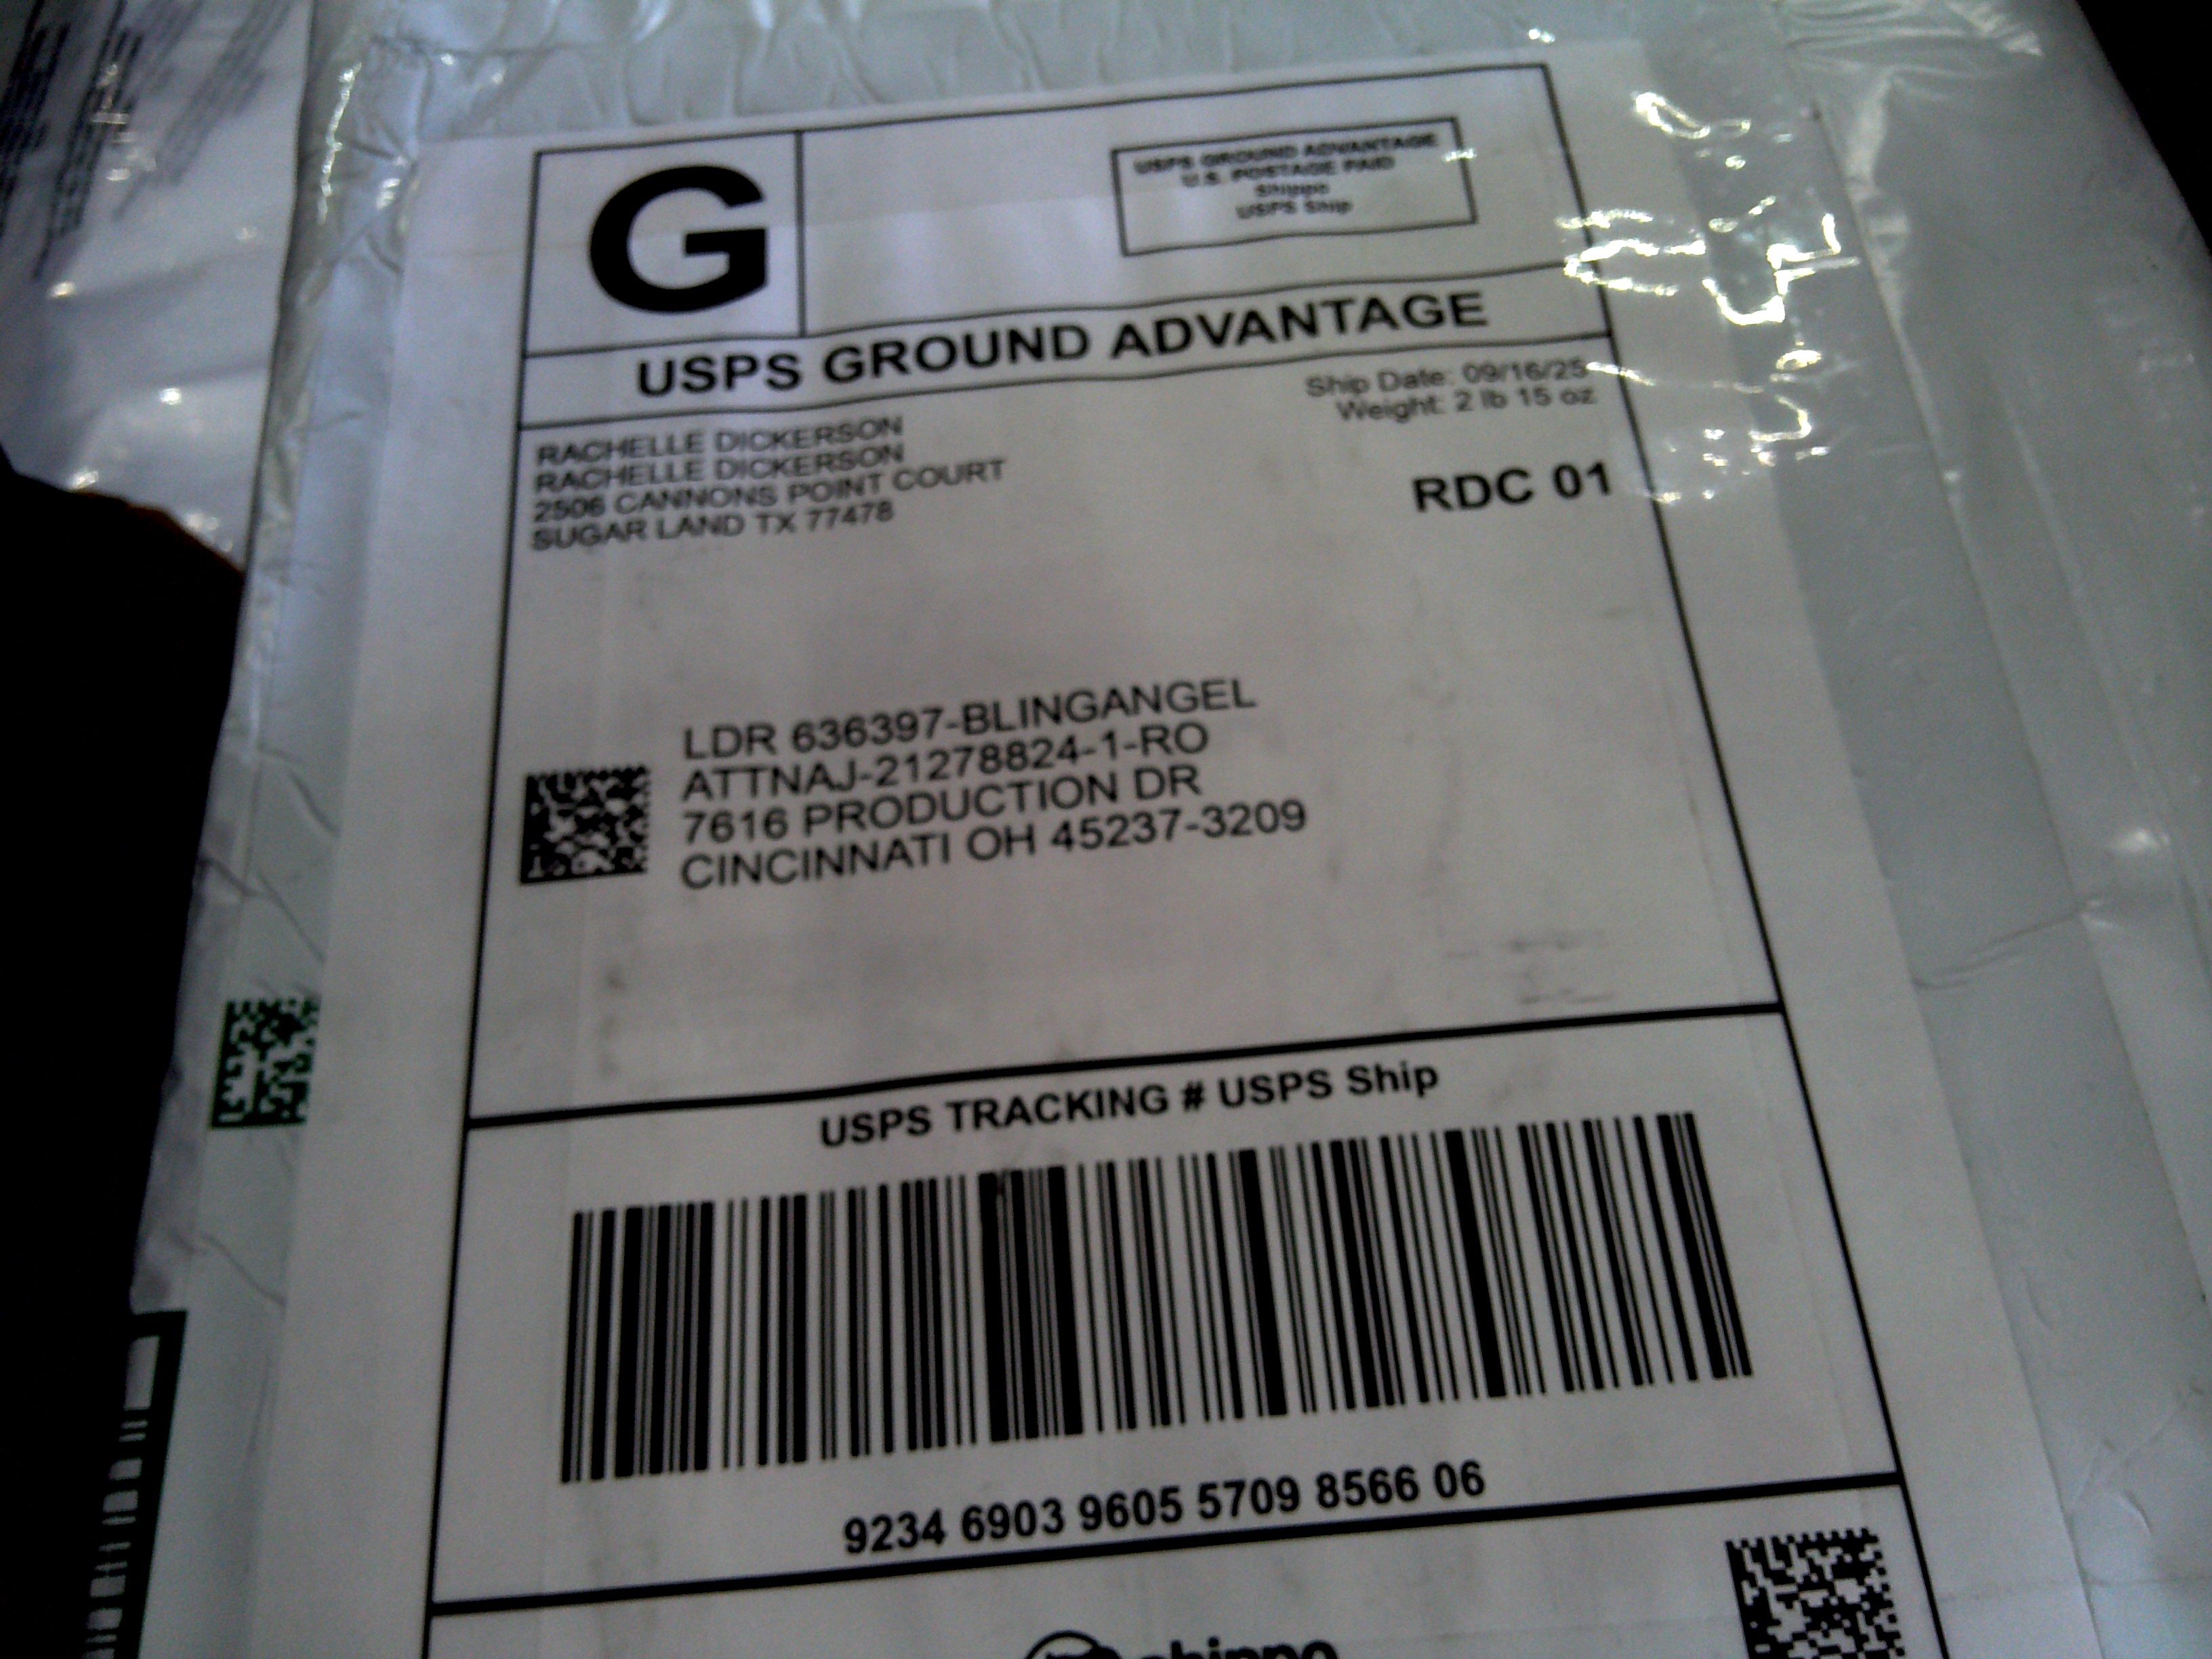 G
USPS GROUND ADVANTAGE
U.S. POSTAGE PAID
Shippo
USPS Ship
USPS GROUND ADVANTAGE
Ship Date: 09/16/25
Weight: 2 lb 15 oz
RACHELLE DICKERSON
RACHELLE DICKERSON
2506 CANNONS POINT COURT
SUGAR LAND TX 77478
RDC 01
LDR 636397-BLINGANGEL
ATTNAJ-21278824-1-RO
7616 PRODUCTION DR
CINCINNATI OH 45237-3209
USPS TRACKING # USPS Ship
9234 6903 9605 5709 8566 06
shippo